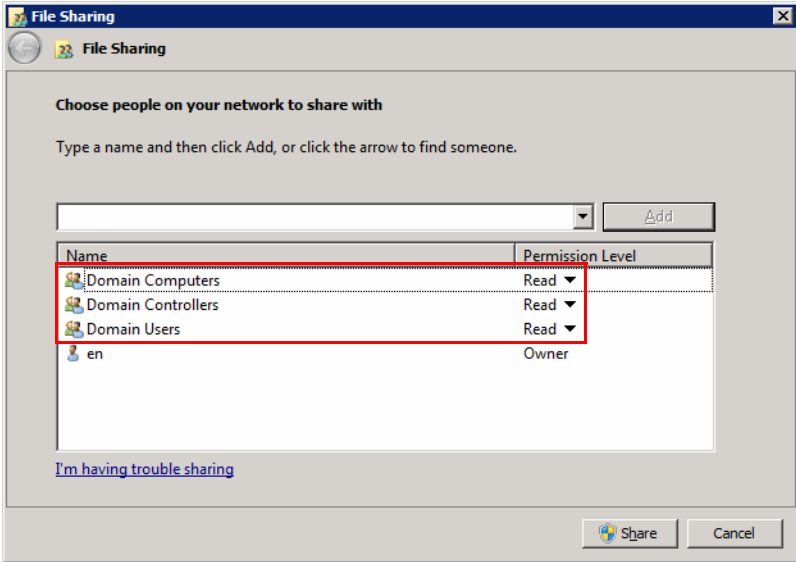 File Sharing
File Sharing
Choose people on your network to share with
Type a name and then click Add, or click the arrow to find someone.
Add
Name Permission Level
Domain Computers Read
Domain Controllers Read
Domain Users Read
en Owner
I'm having trouble sharing
Share Cancel